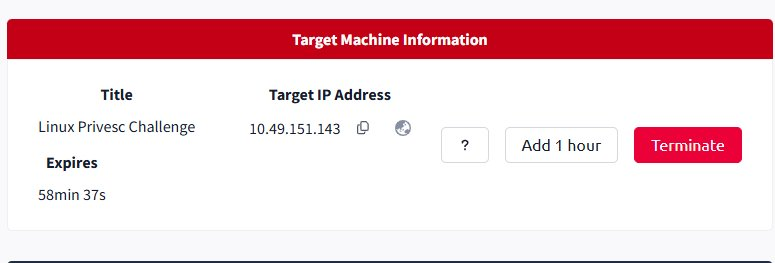 Target Machine Information
Title
Target IP Address
Linux Privesc Challenge
10.49.151.143
?
Add 1 hour
Terminate
Expires
58min 37s